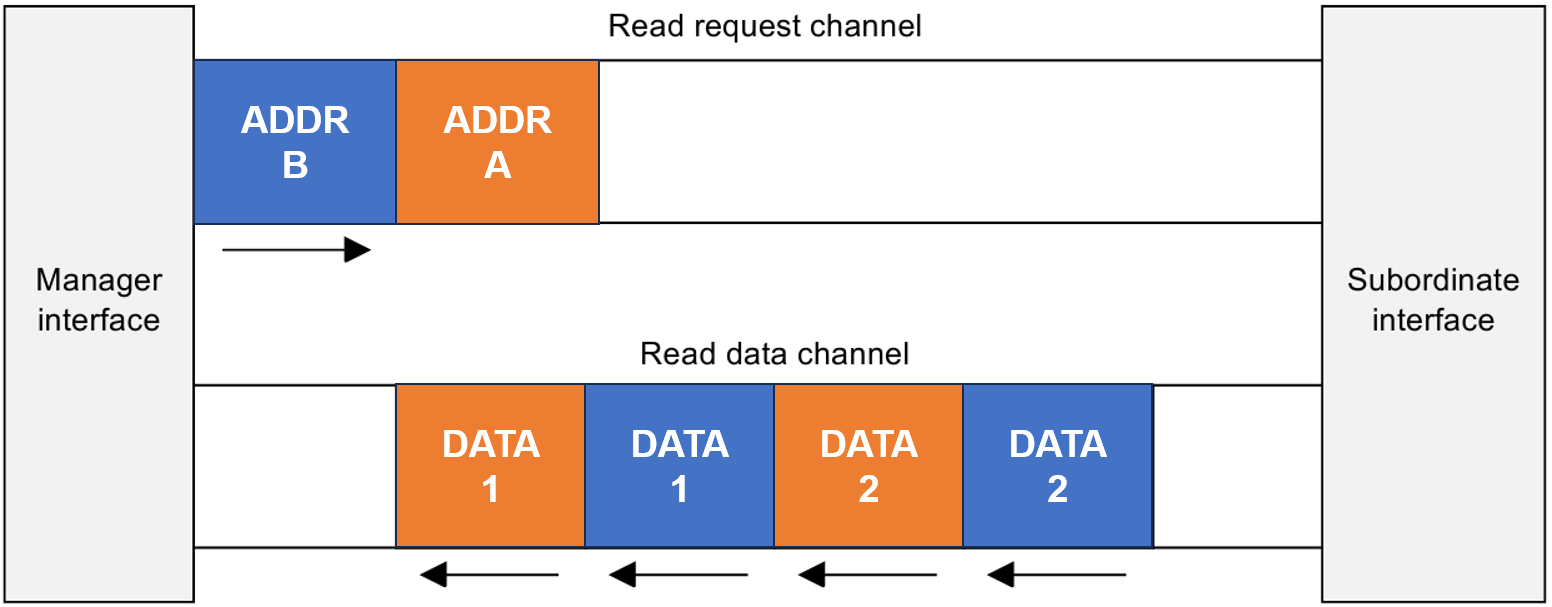 Read request channel
ADDR
B
ADDR
A
Manager
interface
Subordinate
interface
Read data channel
DATA
1
DATA
1
DATA
2
DATA
2